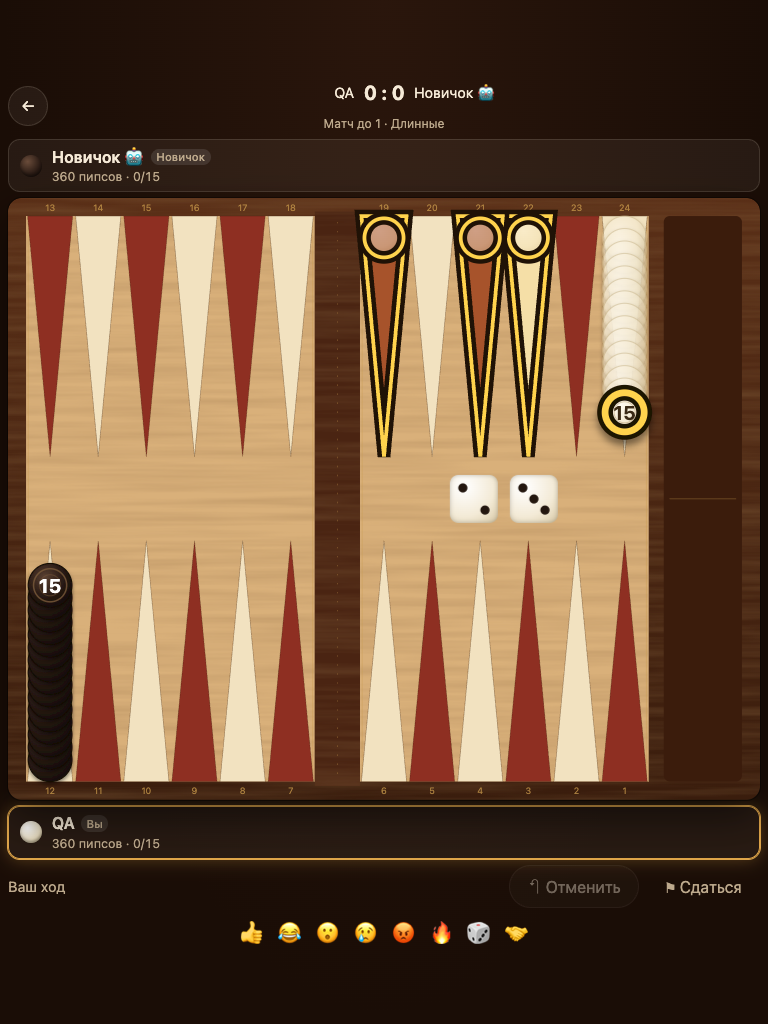 QA 0 : 0 Новичок
Матч до 1 · Длинные
Новичок Новичок
360 пипсов · 0/15
13 14 15 16 17 18 19 20 21 22 23 24
15
15
12 11 10 9 8 7 6 5 4 3 2 1
QA Вы
360 пипсов · 0/15
Ваш ход Отменить Сдаться